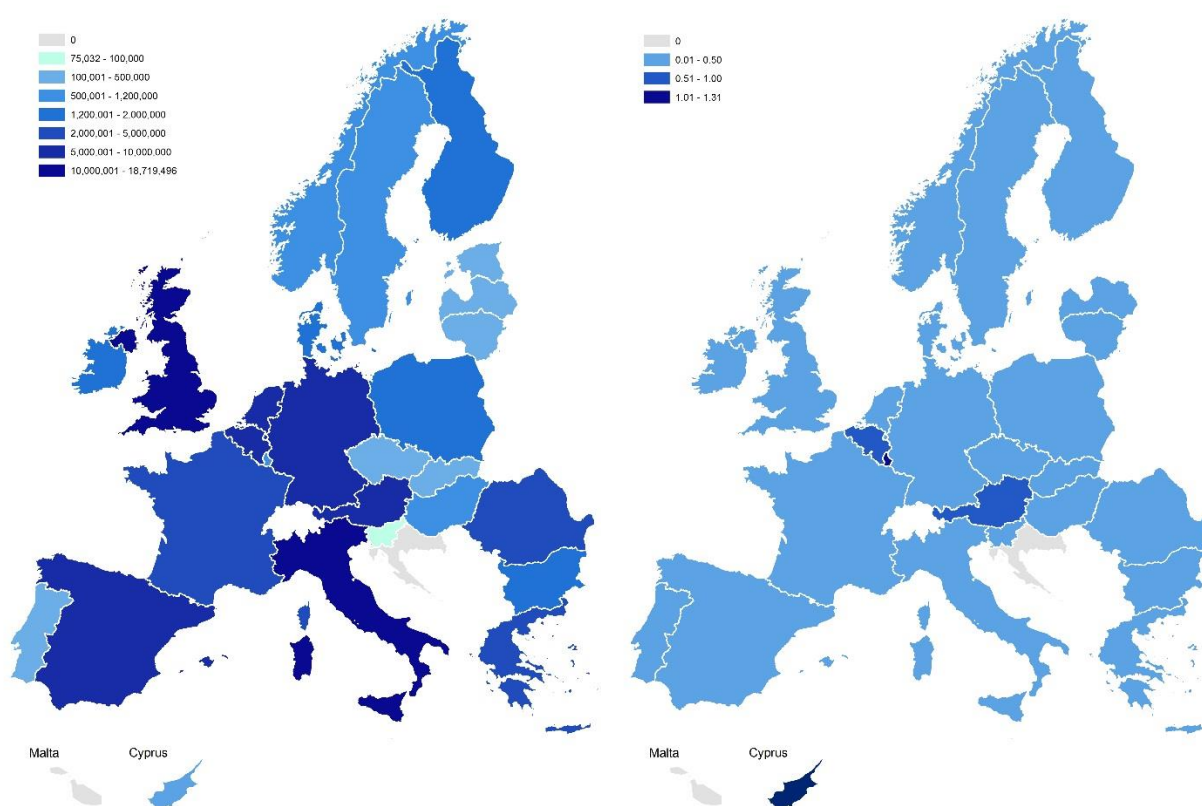 0
75,032 - 100,000
100,001 - 500,000
500,001 - 1,200,000
1,200,001 - 2,000,000
2,000,001 - 5,000,000
5,000,001 - 10,000,000
10,000,001 - 18,719,496
Malta
Cyprus
0
0.01 - 0.50
0.51 - 1.00
1.01 - 1.31
Malta
Cyprus